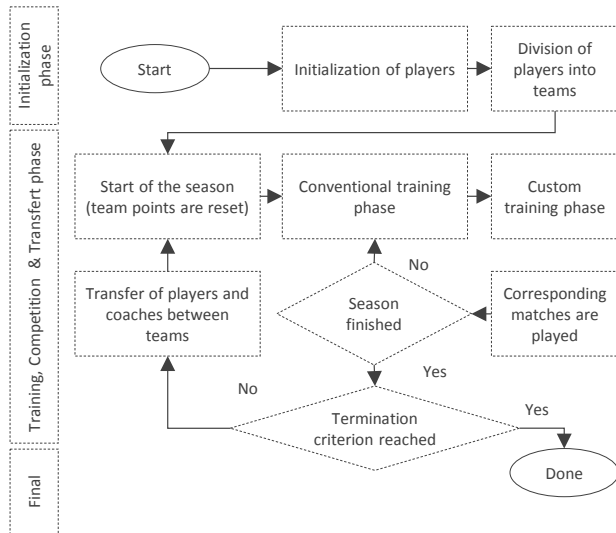 Initialization
phase
Start
Initialization of players
Division of
players into
teams
Training, Competition & Transfert phase
Start of the season
(team points are reset)
Conventional training
phase
Custom
training phase
Transfer of players and
coaches between
teams
No
Season
finished
Corresponding
matches are
played
Yes
No
Termination
criterion reached
Yes
Final
Done